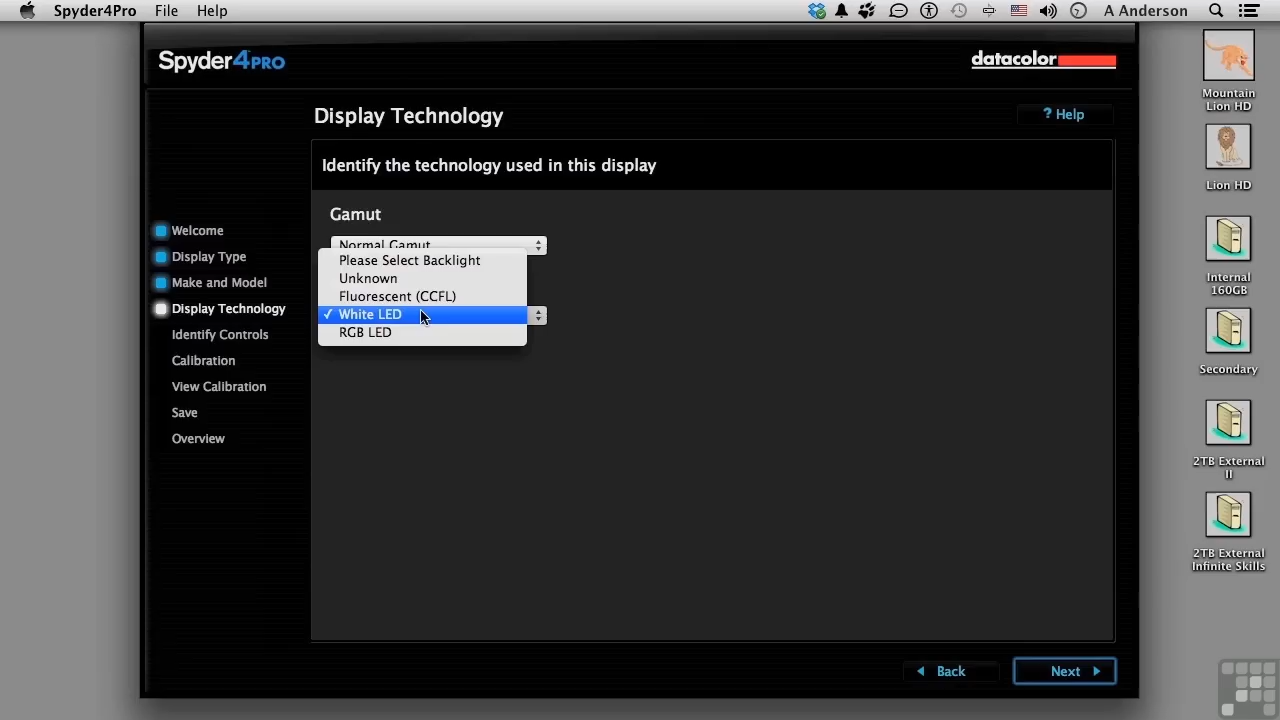 Spyder4Pro File Help A Anderson
Spyder4PRO
datacolor
Display Technology
? Help
Identify the technology used in this display
Gamut
Normal Gamut
Please Select Backlight
Unknown
Fluorescent (CCFL)
✓ White LED
RGB LED
Welcome
Display Type
Make and Model
Display Technology
Identify Controls
Calibration
View Calibration
Save
Overview
Back
Next
Mountain
Lion HD
Lion HD
Internal
160GB
Secondary
2TB External
II
2TB External
Infinite Skills